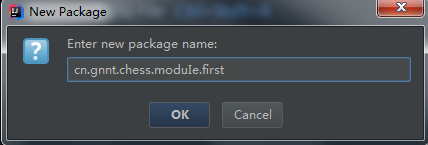 New Package
Enter new package name:
cn.gnnt.chess.module.first
OK
Cancel